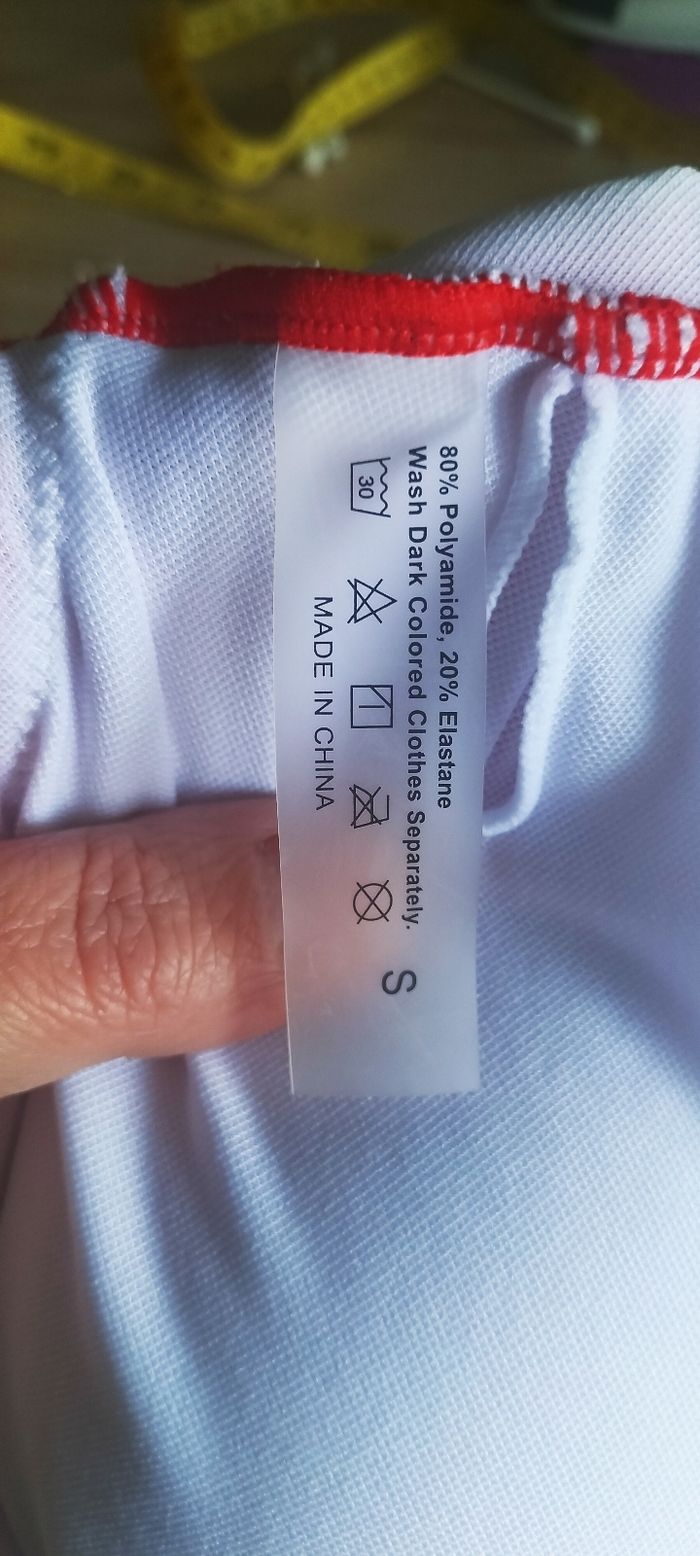 80% Polyamide, 20% Elastane
Wash Dark Colored Clothes Separately.
30
S
MADE IN CHINA